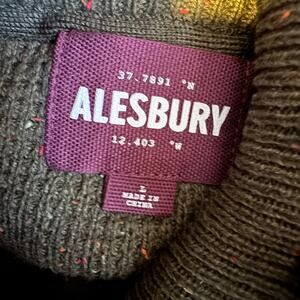 37.7891 °N
ALESBURY
12.403 °W
L
MADE IN
CHINA